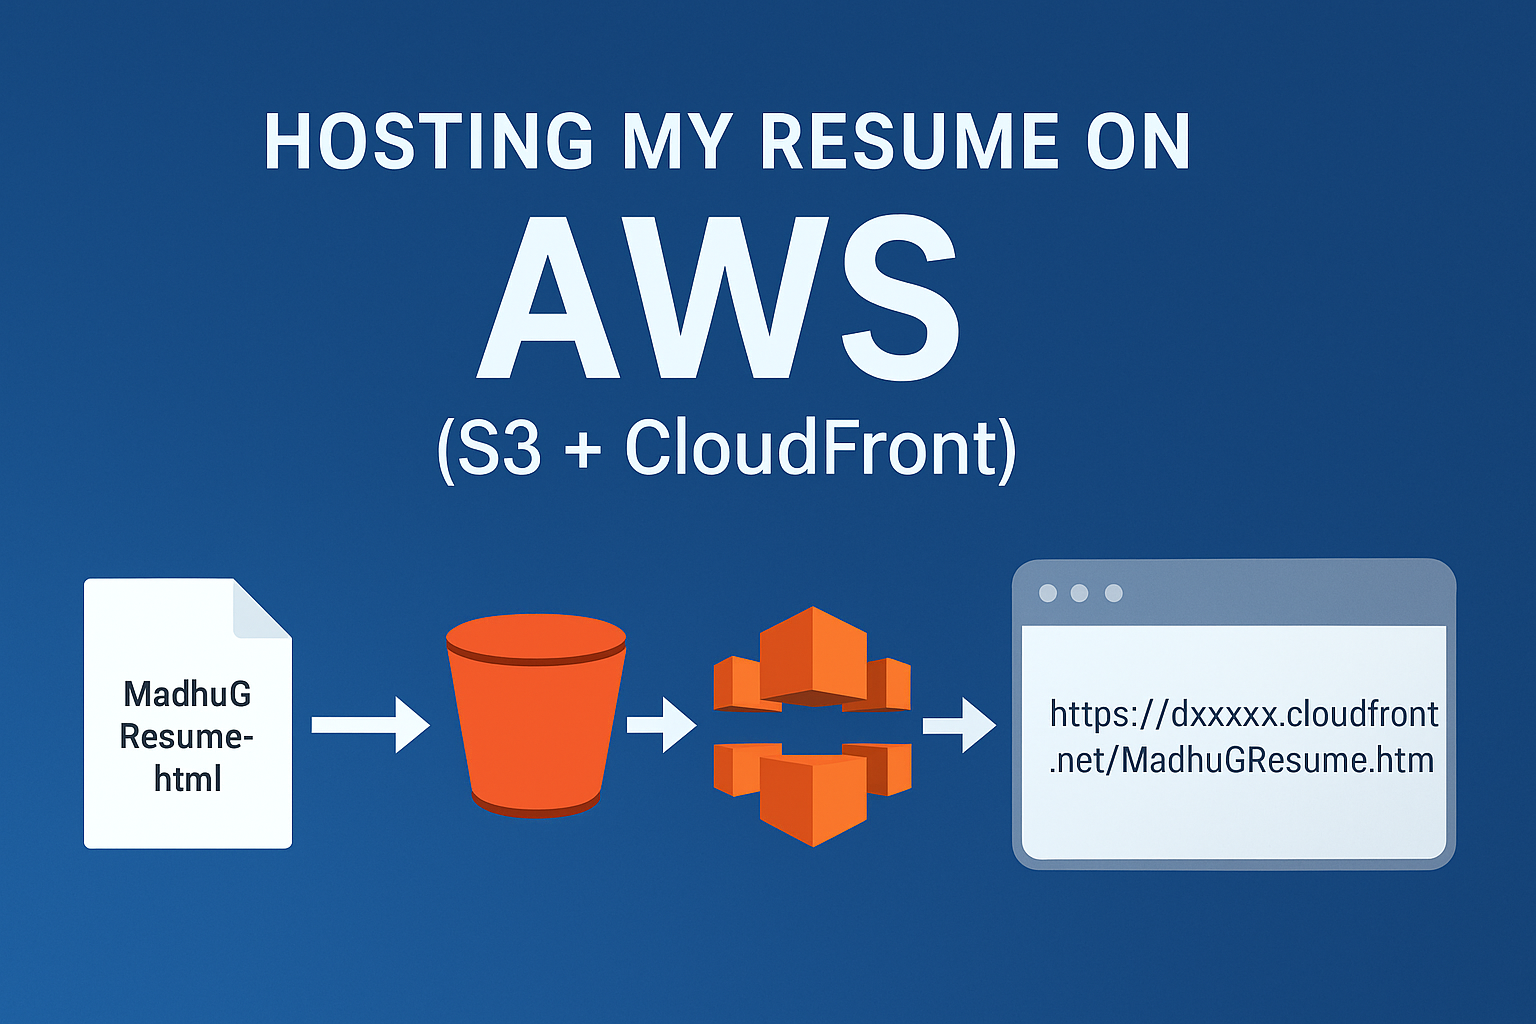 HOSTING MY RESUME ON
AWS
(S3 + CloudFront)
MadhuG
Resume-
html
https://dxxxxx.cloudfront
.net/MadhuGResume.htm